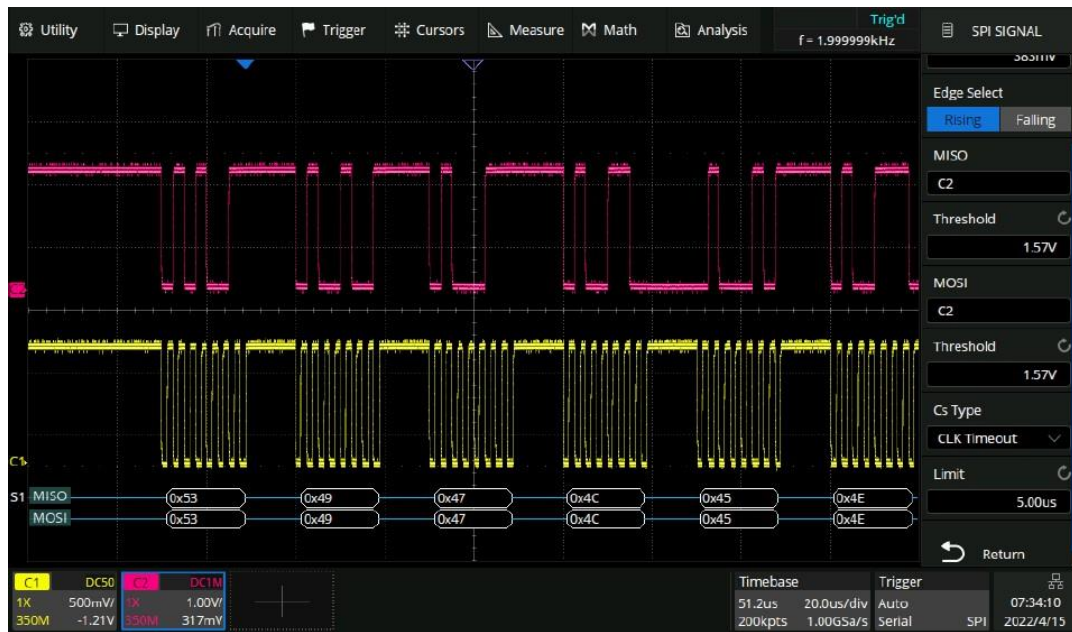 Utility Display Acquire Trigger Cursors Measure Math Analysis
Trig'd
f = 1.999999kHz
SPI SIGNAL
383mV
Edge Select
Rising Falling
MISO
C2
Threshold
1.57V
MOSI
C2
Threshold
1.57V
Cs Type
CLK Timeout
Limit
5.00us
Return
C2
C1
S1 MISO 0x53 0x49 0x47 0x4C 0x45 0x4E
MOSI 0x53 0x49 0x47 0x4C 0x45 0x4E
C1 DC50
1X 500mV/
350M -1.21V
C2 DC1M
1X 1.00V/
350M 317mV
Timebase
51.2us 20.0us/div
200kpts 1.00GSa/s
Trigger
Auto
Serial SPI
07:34:10
2022/4/15